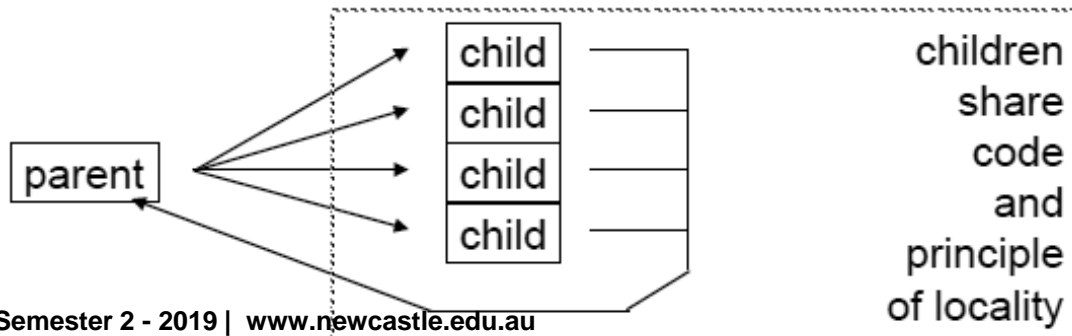 parent
child
child
child
child
children
share
code
and
principle
of locality
Semester 2 - 2019 | www.newcastle.edu.au